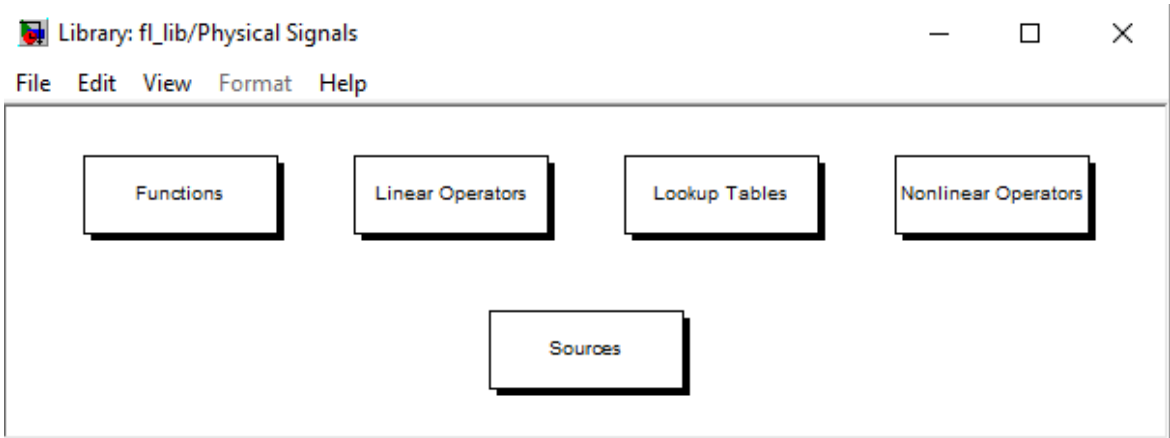 Library: fl_lib/Physical Signals
File Edit View Format Help
Functions Linear Operators Lookup Tables Nonlinear Operators
Sources